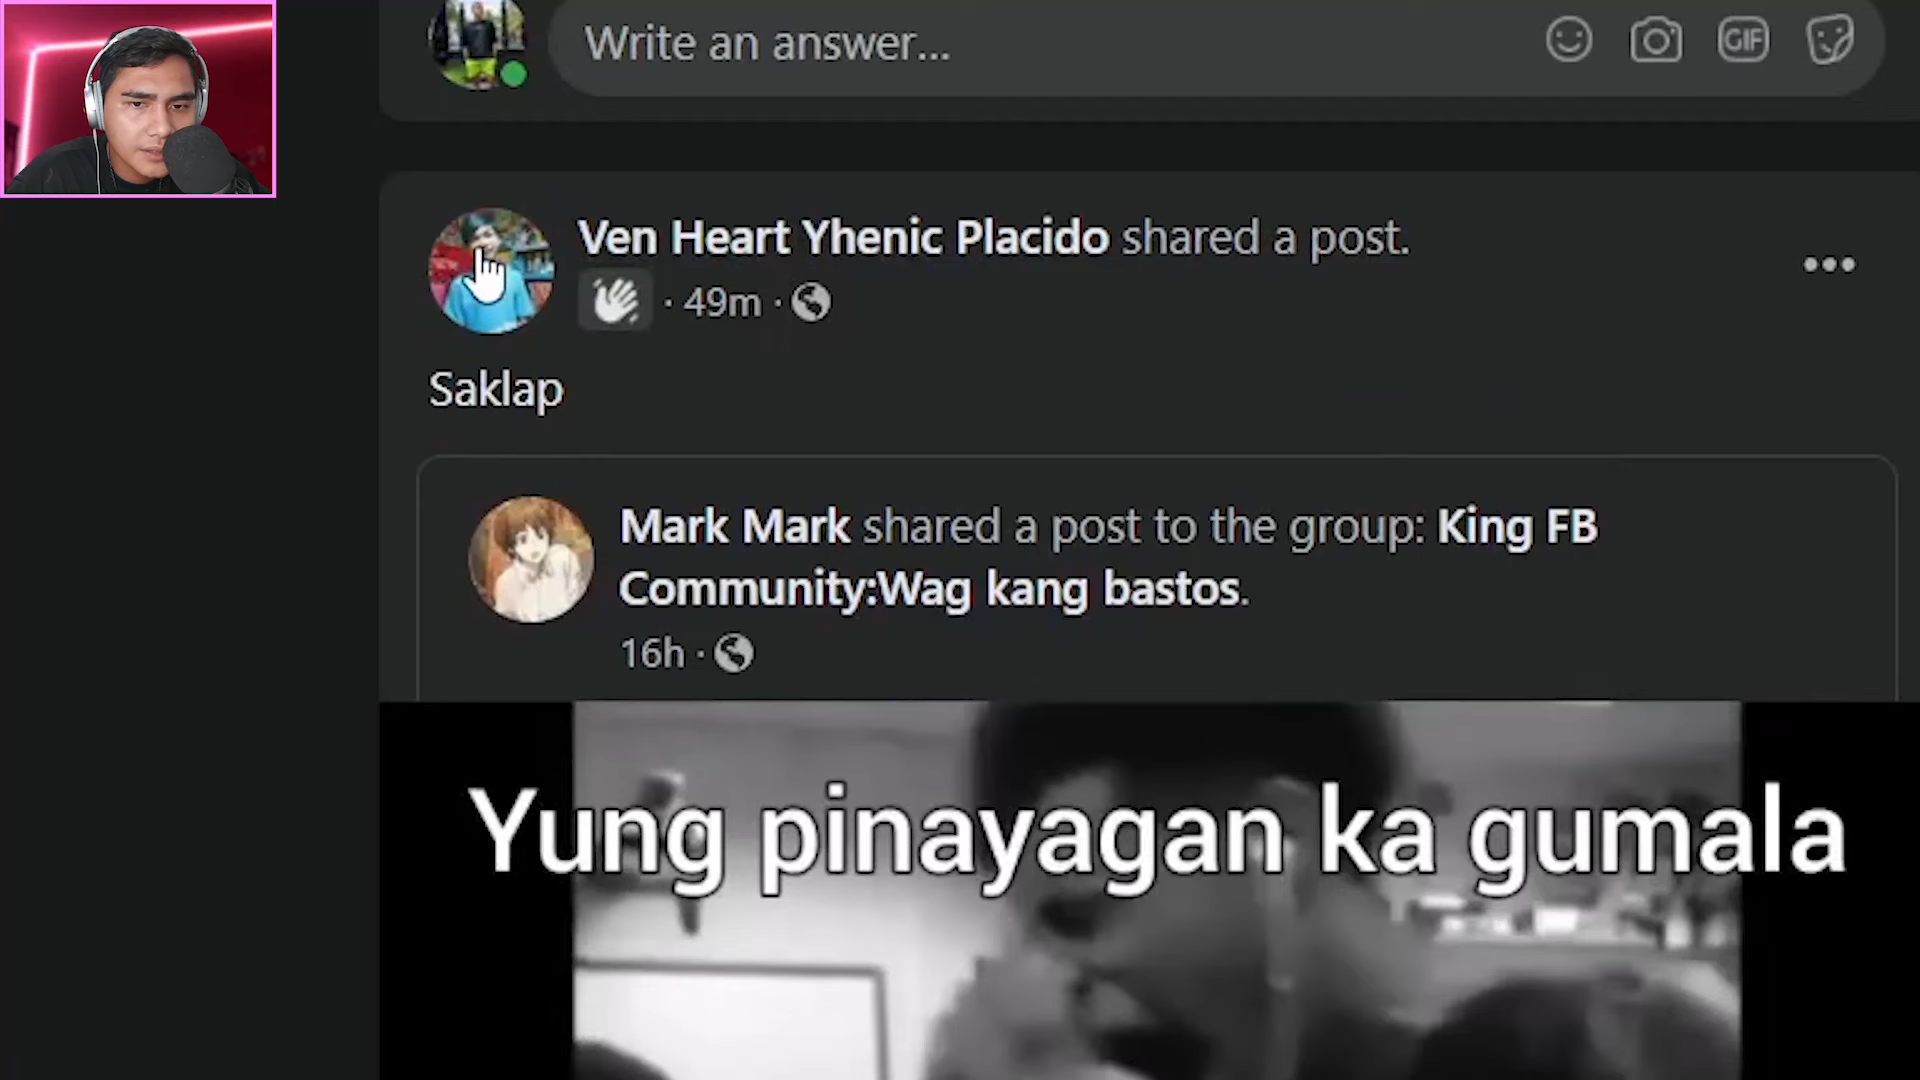 Write an answer...
GIF
Ven Heart Yhenic Placido shared a post.
· 49m ·
Saklap
Mark Mark shared a post to the group: King FB
Community:Wag kang bastos.
16h ·
Yung pinayagan ka gumala